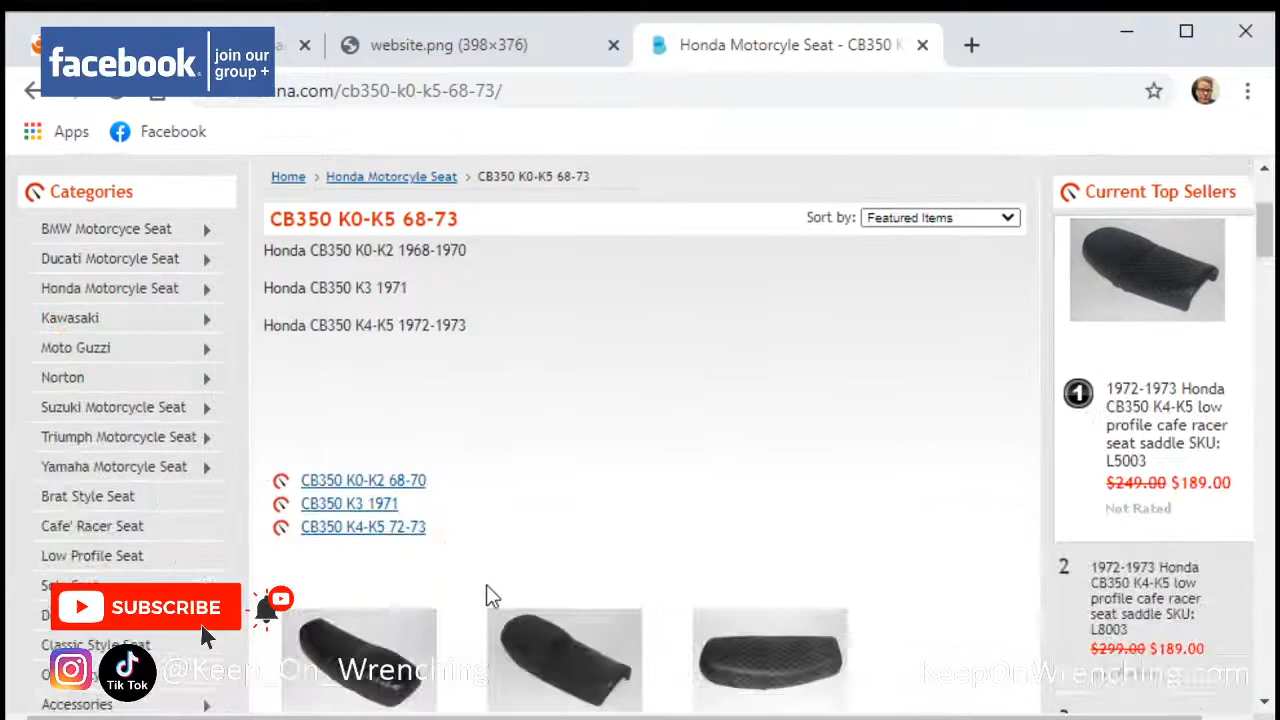 facebook
join our
group +
website.png (398×376)
Honda Motorcyle Seat - CB350 K
na.com/cb350-k0-k5-68-73/
Apps
Facebook
Categories
BMW Motorcyce Seat
Ducati Motorcyle Seat
Honda Motorcyle Seat
Kawasaki
Moto Guzzi
Norton
Suzuki Motorcycle Seat
Triumph Motorcycle Seat
Yamaha Motorcyle Seat
Brat Style Seat
Cafe' Racer Seat
Low Profile Seat
Classic Style Seat
Accessories
Home > Honda Motorcyle Seat > CB350 K0-K5 68-73
CB350 K0-K5 68-73
Sort by: Featured Items
Honda CB350 K0-K2 1968-1970
Honda CB350 K3 1971
Honda CB350 K4-K5 1972-1973
CB350 K0-K2 68-70
CB350 K3 1971
CB350 K4-K5 72-73
Current Top Sellers
1
1972-1973 Honda
CB350 K4-K5 low
profile cafe racer
seat saddle SKU:
L5003
$249.00 $189.00
Not Rated
2
1972-1973 Honda
CB350 K4-K5 low
profile cafe racer
seat saddle SKU:
L8003
$299.00 $189.00
SUBSCRIBE
Tik Tok
@Keep_On_Wrenching
KeepOnWrenching.com